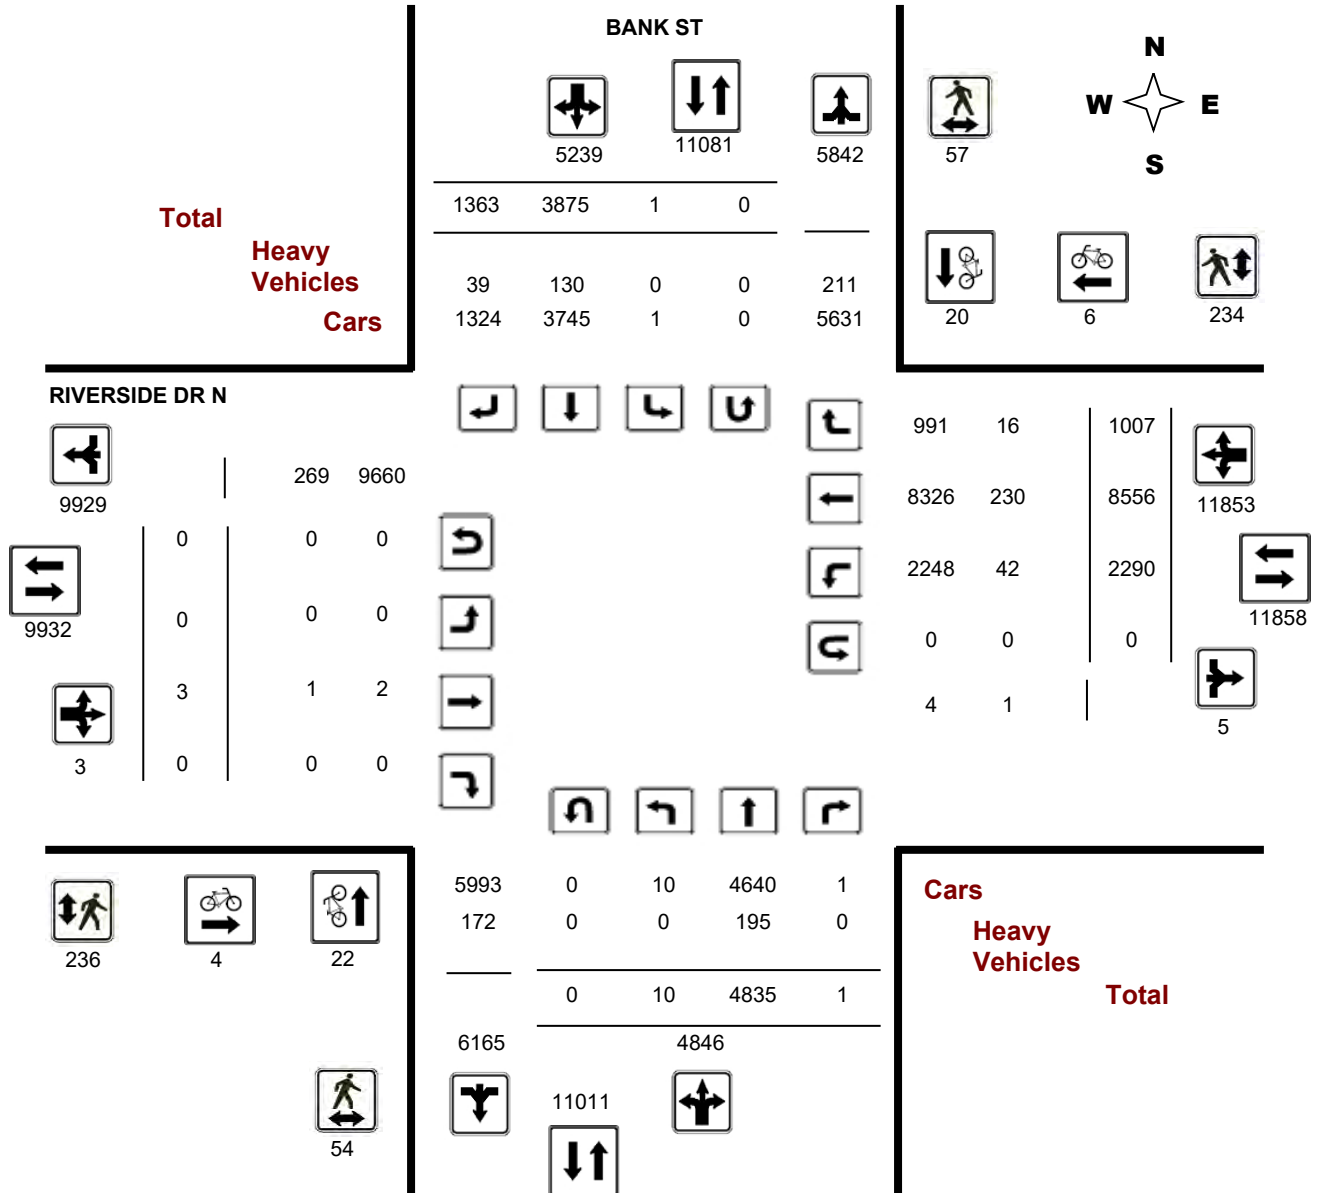 BANK ST
N
W E
S
5239 11081 5842 57
1363 3875 1 0
Total
Heavy
Vehicles
39 130 0 0 211
Cars
1324 3745 1 0 5631
20 6 234
RIVERSIDE DR N
991 16 1007
269 9660
9929
8326 230 8556
11853
0 0 0
2248 42 2290
0 0 0
9932
11858
0 0 0
3 1 2
4 1
5
3
0 0 0
5993 0 10 4640 1
Cars
172 0 0 195 0
Heavy
Vehicles
236 4 22
0 10 4835 1
Total
6165 4846
11011
54